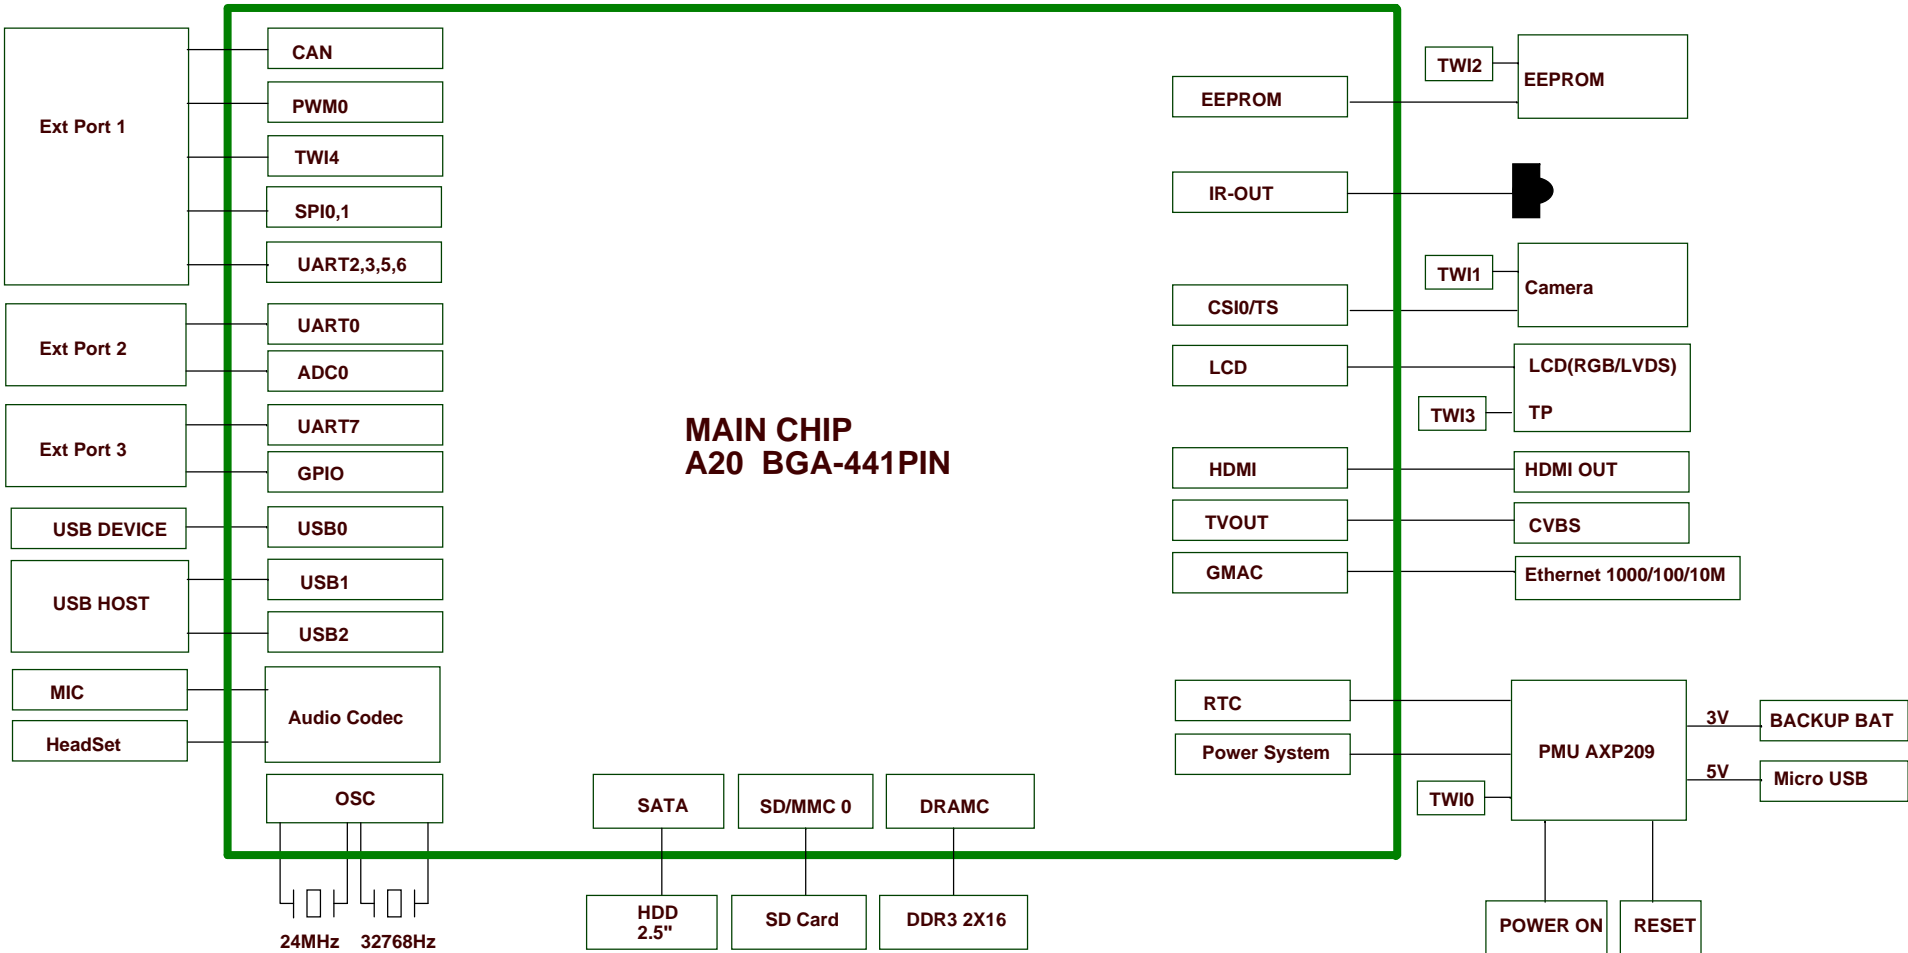 CAN
PWM0
Ext Port 1
TWI4
SPI0,1
UART2,3,5,6
UART0
Ext Port 2
ADC0
UART7
Ext Port 3
GPIO
USB DEVICE
USB0
USB1
USB HOST
USB2
MIC
Audio Codec
HeadSet
OSC
24MHz
32768Hz
MAIN CHIP
A20 BGA-441PIN
SATA
SD/MMC 0
DRAMC
HDD
2.5"
SD Card
DDR3 2X16
TWI2
EEPROM
EEPROM
IR-OUT
TWI1
Camera
CSI0/TS
LCD
LCD(RGB/LVDS)
TWI3
TP
HDMI
HDMI OUT
TVOUT
CVBS
GMAC
Ethernet 1000/100/10M
RTC
Power System
PMU AXP209
3V
BACKUP BAT
5V
Micro USB
TWI0
POWER ON
RESET